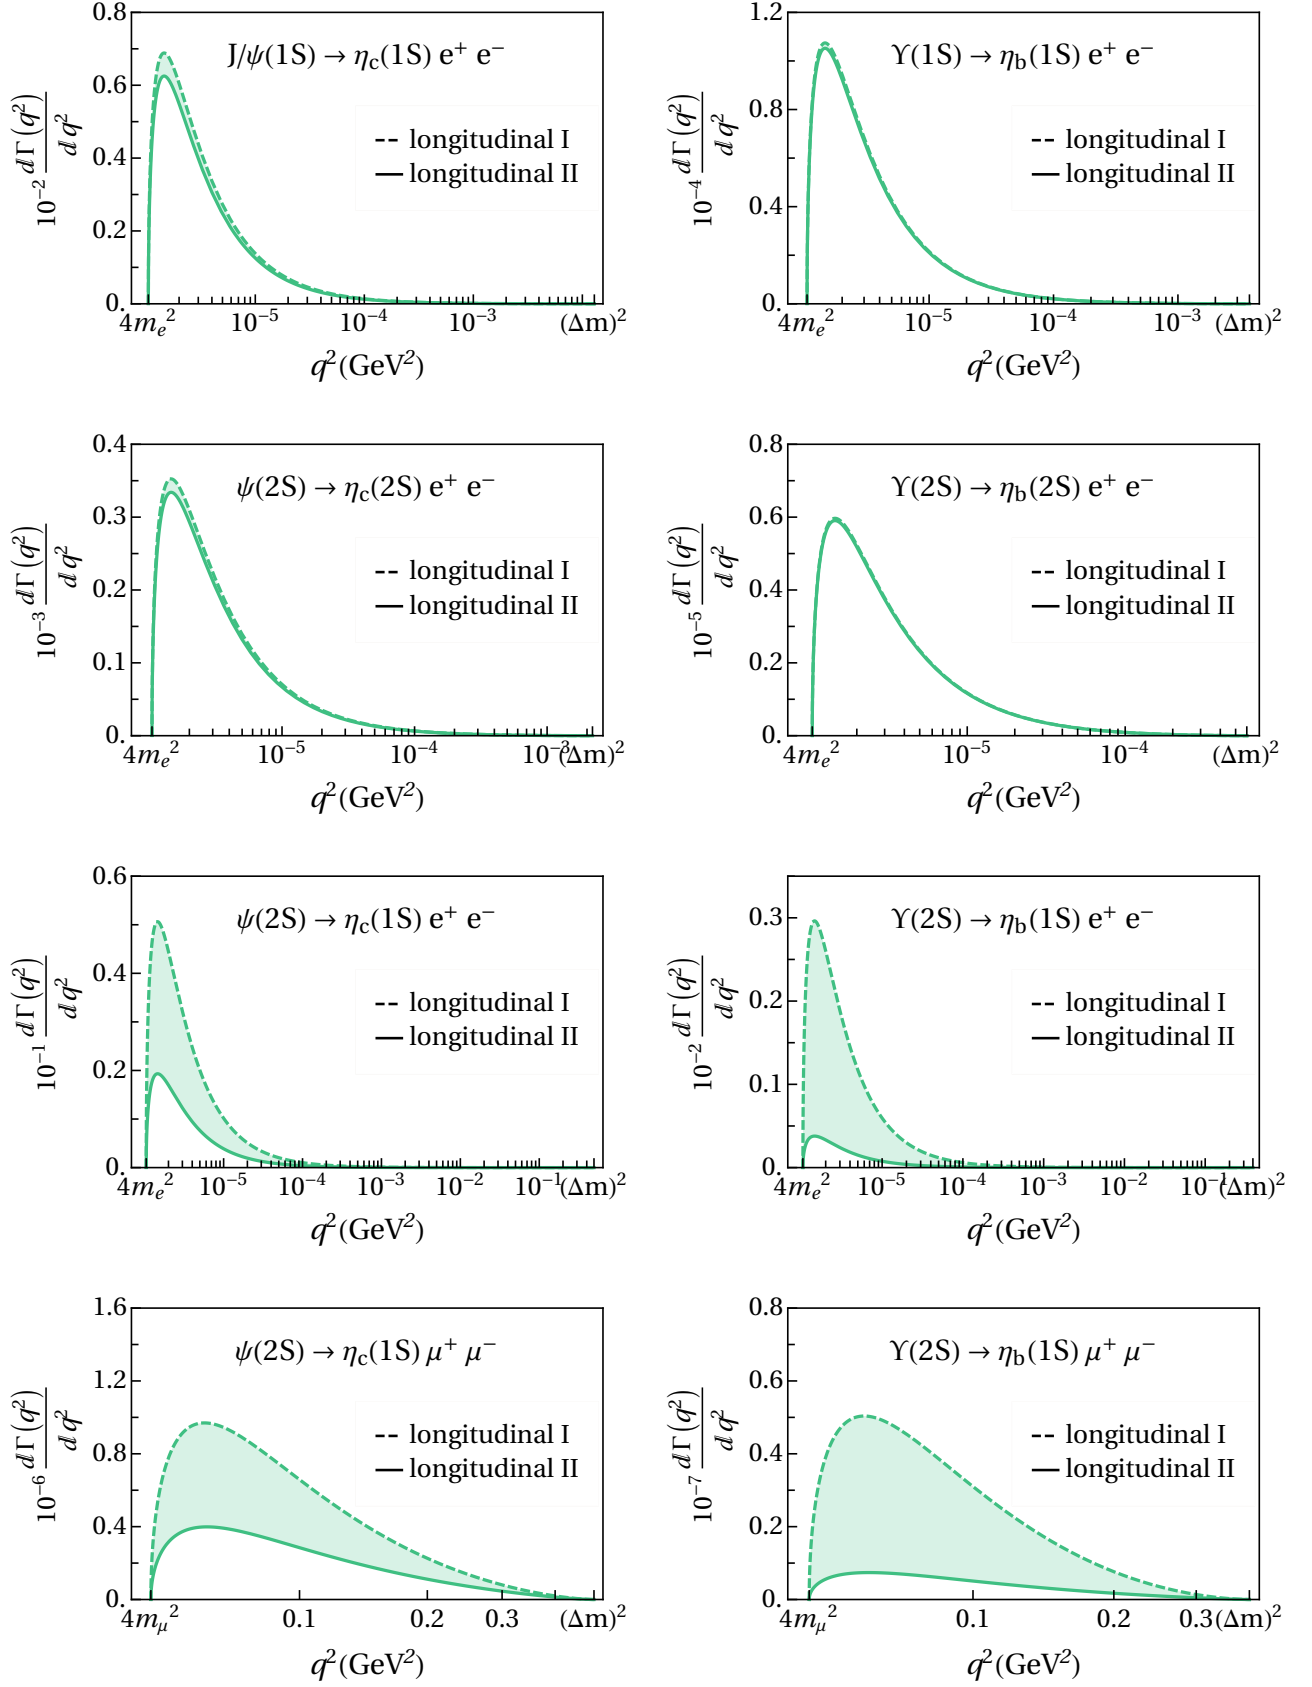 J/ψ(1S) → η_c(1S) e⁺ e⁻
longitudinal I
longitudinal II
10⁻² dΓ(q²)/dq²
0.8
0.6
0.4
0.2
0.
4mₑ² 10⁻⁵ 10⁻⁴ 10⁻³ (Δm)²
q²(GeV²)
ϒ(1S) → η_b(1S) e⁺ e⁻
longitudinal I
longitudinal II
10⁻⁴ dΓ(q²)/dq²
1.2
0.8
0.4
0.
4mₑ² 10⁻⁵ 10⁻⁴ 10⁻³ (Δm)²
q²(GeV²)
ψ(2S) → η_c(2S) e⁺ e⁻
longitudinal I
longitudinal II
10⁻³ dΓ(q²)/dq²
0.4
0.3
0.2
0.1
0.
4mₑ² 10⁻⁵ 10⁻⁴ 10⁻³ (Δm)²
q²(GeV²)
ϒ(2S) → η_b(2S) e⁺ e⁻
longitudinal I
longitudinal II
10⁻⁵ dΓ(q²)/dq²
0.8
0.6
0.4
0.2
0.
4mₑ² 10⁻⁵ 10⁻⁴ (Δm)²
q²(GeV²)
ψ(2S) → η_c(1S) e⁺ e⁻
longitudinal I
longitudinal II
10⁻¹ dΓ(q²)/dq²
0.6
0.4
0.2
0.
4mₑ² 10⁻⁵ 10⁻⁴ 10⁻³ 10⁻² 10⁻¹ (Δm)²
q²(GeV²)
ϒ(2S) → η_b(1S) e⁺ e⁻
longitudinal I
longitudinal II
10⁻² dΓ(q²)/dq²
0.3
0.2
0.1
0.
4mₑ² 10⁻⁵ 10⁻⁴ 10⁻³ 10⁻² 10⁻¹ (Δm)²
q²(GeV²)
ψ(2S) → η_c(1S) μ⁺ μ⁻
longitudinal I
longitudinal II
10⁻⁶ dΓ(q²)/dq²
1.6
1.2
0.8
0.4
0.
4m_μ² 0.1 0.2 0.3 (Δm)²
q²(GeV²)
ϒ(2S) → η_b(1S) μ⁺ μ⁻
longitudinal I
longitudinal II
10⁻⁷ dΓ(q²)/dq²
0.8
0.6
0.4
0.2
0.
4m_μ² 0.1 0.2 0.3 (Δm)²
q²(GeV²)